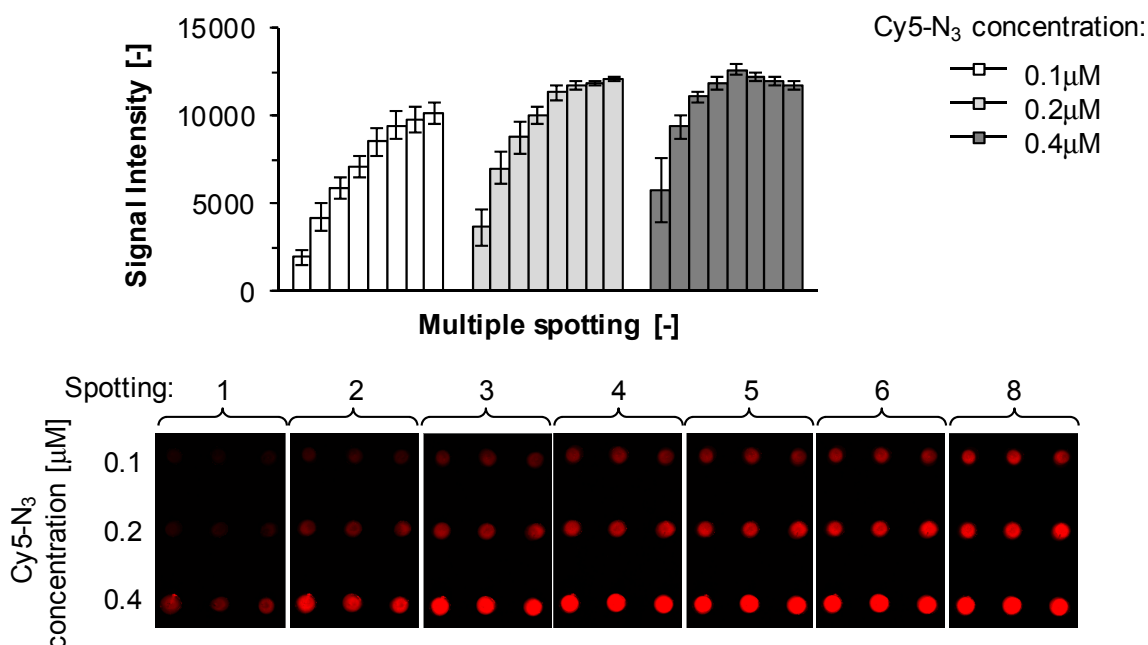 15000
10000
5000
0
Signal Intensity [-]
Multiple spotting [-]
Cy5-N₃ concentration:
0.1μM
0.2μM
0.4μM
Spotting: 1 2 3 4 5 6 8
Cy5-N₃
concentration [μM]
0.1
0.2
0.4